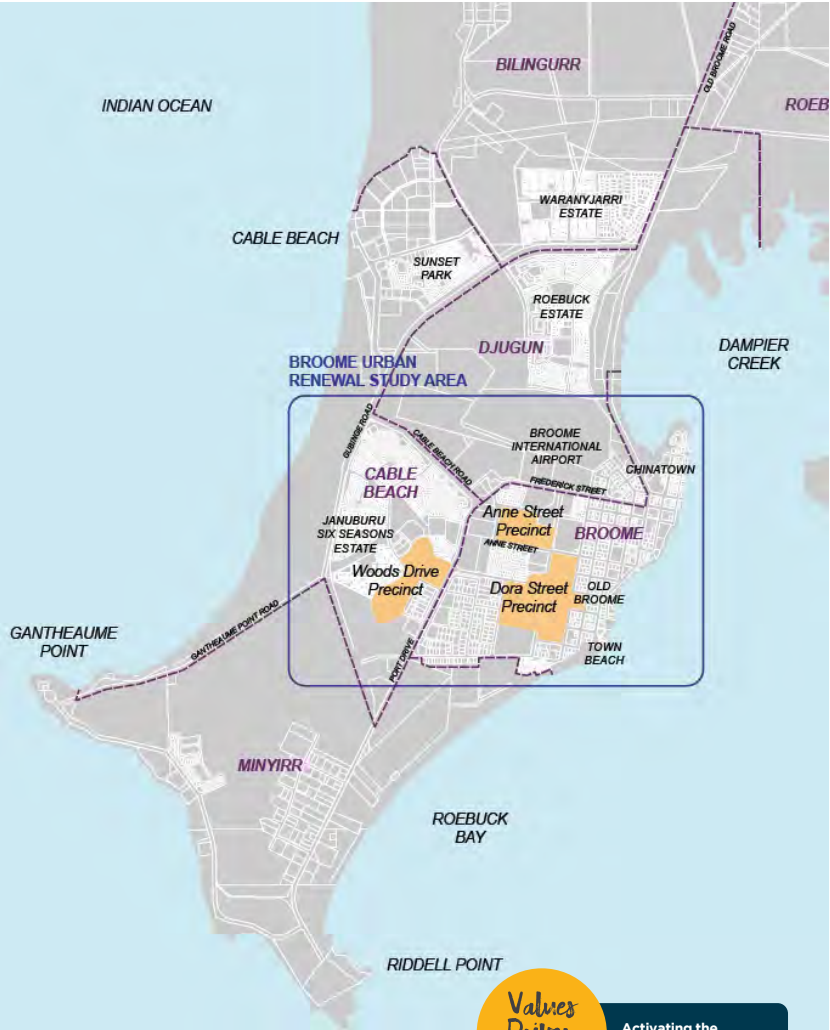 BILINGURR
OLD BROOME ROAD
INDIAN OCEAN
ROEB
WARANYJARRI
ESTATE
CABLE BEACH
SUNSET
PARK
ROEBUCK
ESTATE
DJUGUN
DAMPIER
CREEK
BROOME URBAN
RENEWAL STUDY AREA
GUBINGE ROAD
CABLE BEACH ROAD
BROOME
INTERNATIONAL
AIRPORT
CHINATOWN
CABLE
BEACH
FREDERICK STREET
Anne Street
Precinct
BROOME
JANUBURU
SIX SEASONS
ESTATE
ANNE STREET
Woods Drive
Precinct
Dora Street
Precinct
OLD
BROOME
GANTHEAUME
POINT
GANTHEAUME POINT ROAD
PORT DRIVE
TOWN
BEACH
MINYIRR
ROEBUCK
BAY
RIDDELL POINT
Values
Activating the